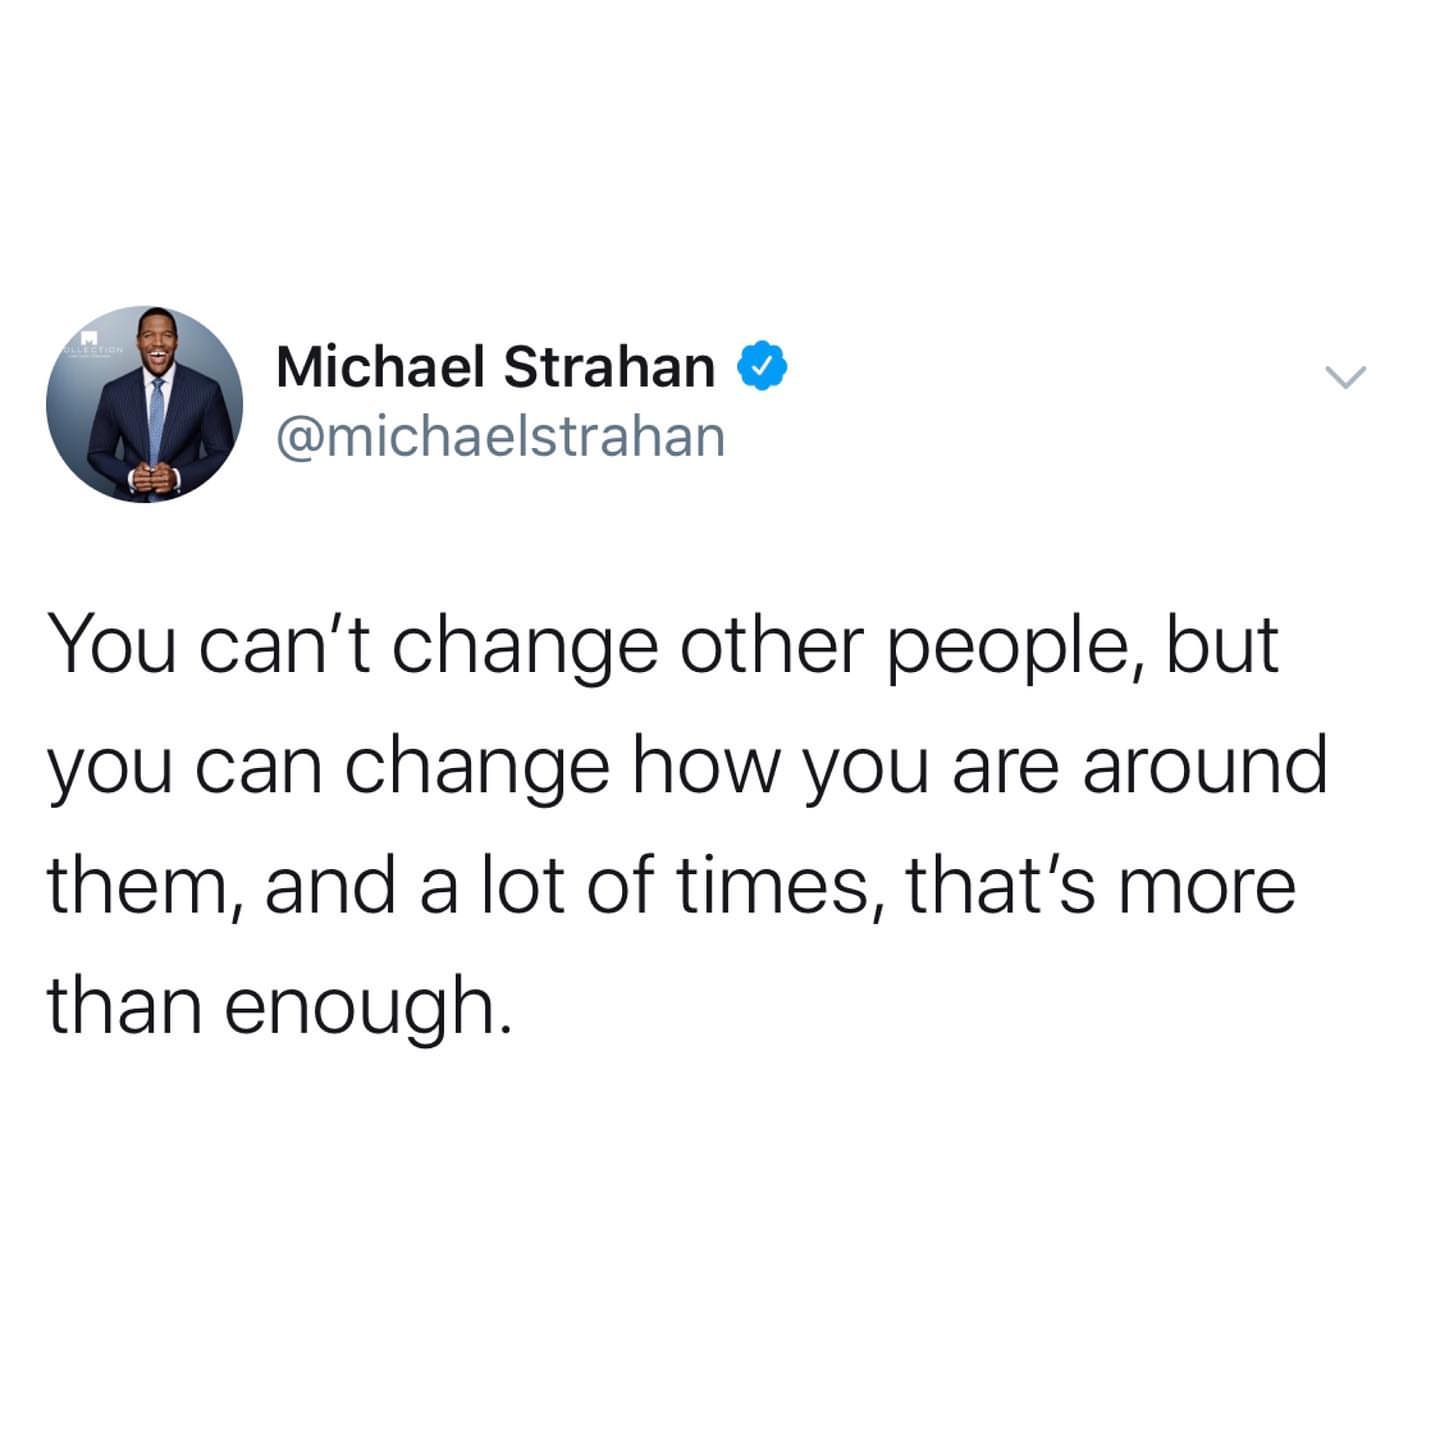 Michael Strahan
@michaelstrahan
You can’t change other people, but
you can change how you are around
them, and a lot of times, that’s more
than enough.